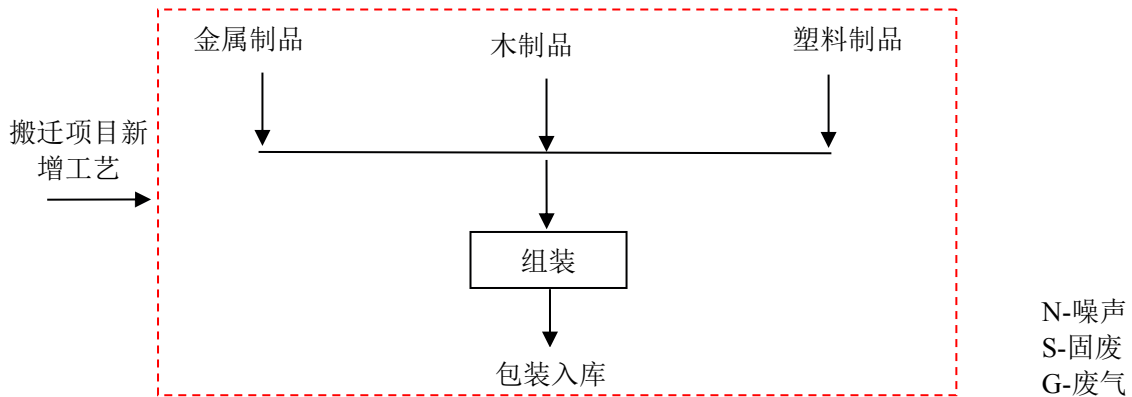 金属制品
木制品
塑料制品
搬迁项目新
增工艺
组装
包装入库
N-噪声
S-固废
G-废气